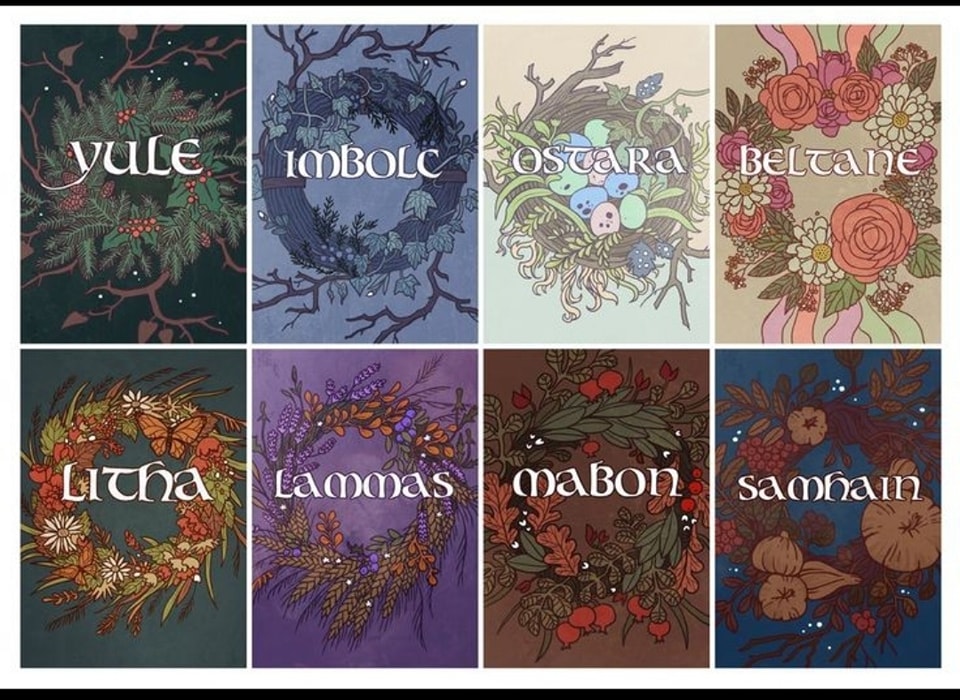 YULE
IMBOLC
OSTARA
BELTANE
LITHA
LAMMAS
MABON
SAMHAIN